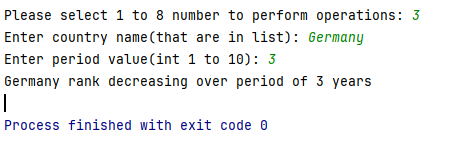 Please select 1 to 8 number to perform operations: 3
Enter country name(that are in list): Germany
Enter period value(int 1 to 10): 3
Germany rank decreasing over period of 3 years
Process finished with exit code 0